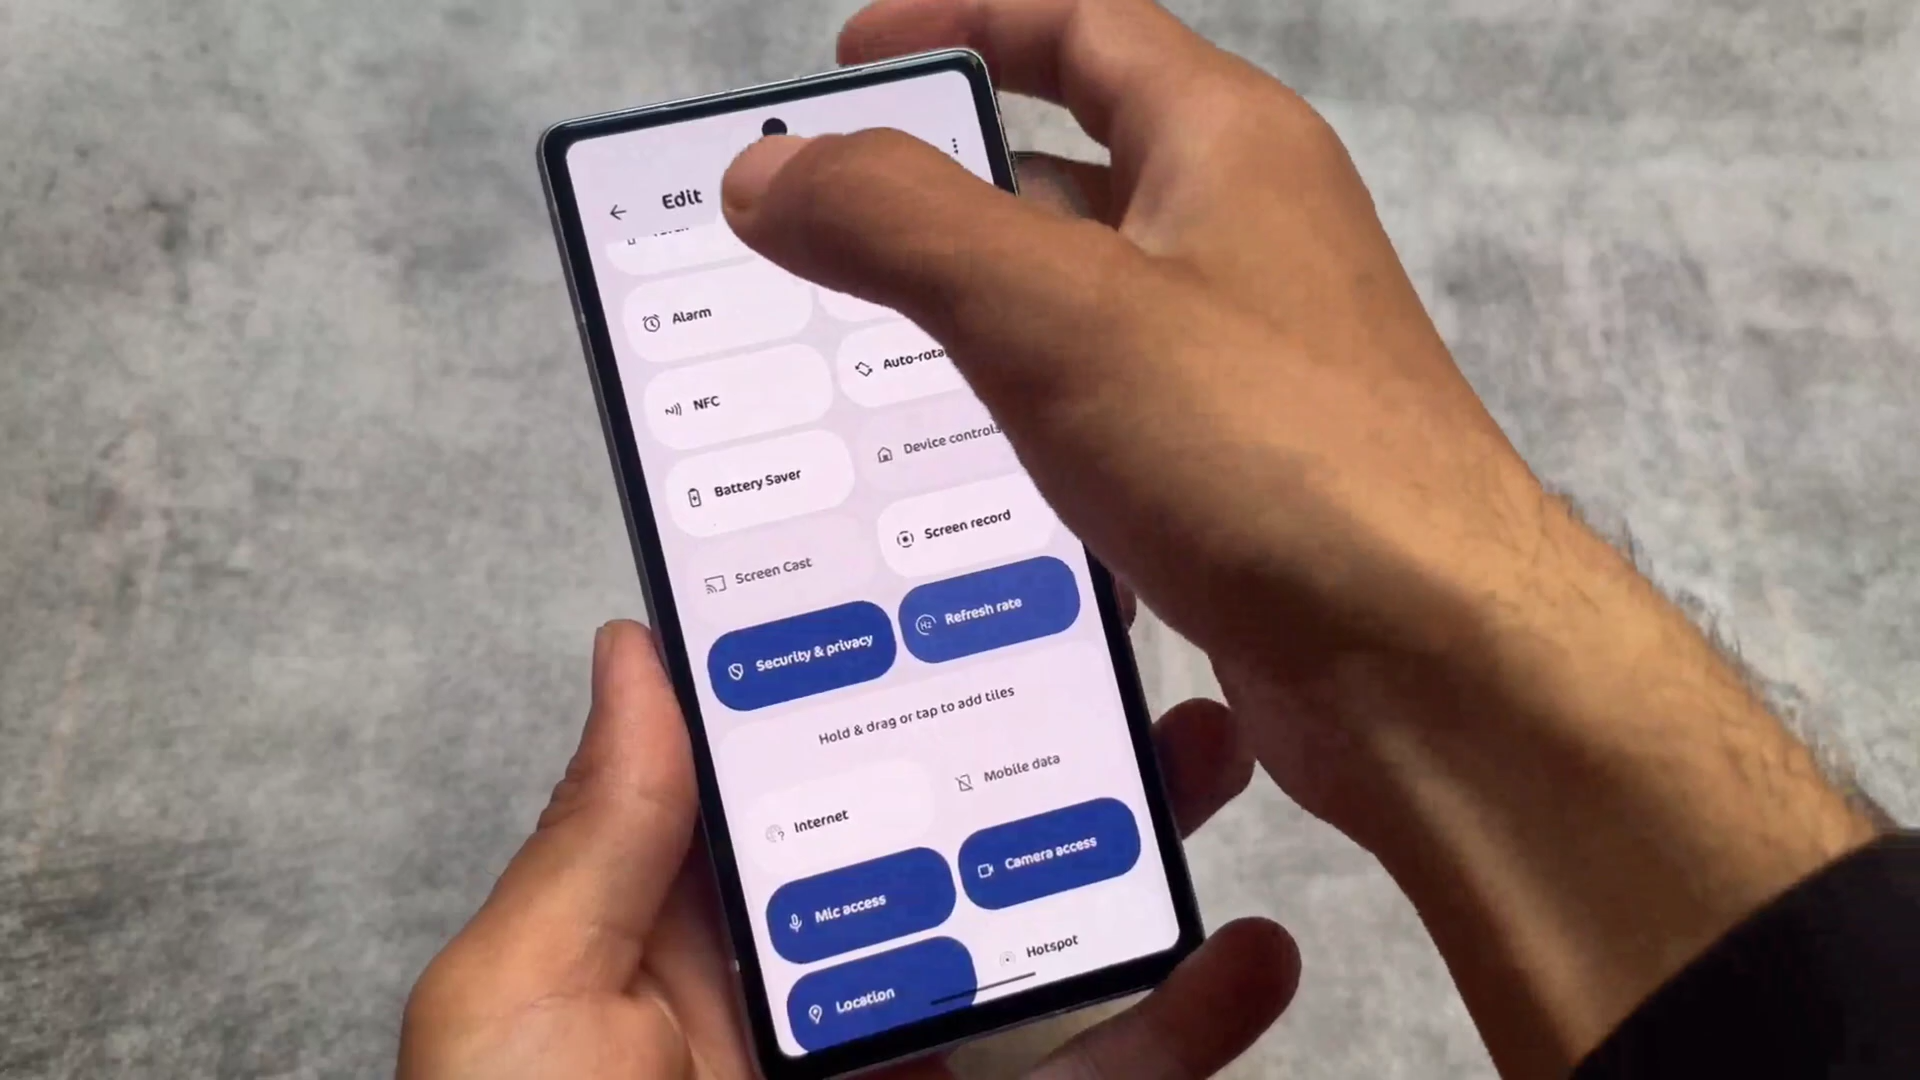 Edit
Alarm
NFC
Auto-rota
Battery Saver
Device controls
Screen Cast
Screen record
Security & privacy
Refresh rate
Hold & drag or tap to add tiles
Internet
Mobile data
Mic access
Camera access
Location
Hotspot